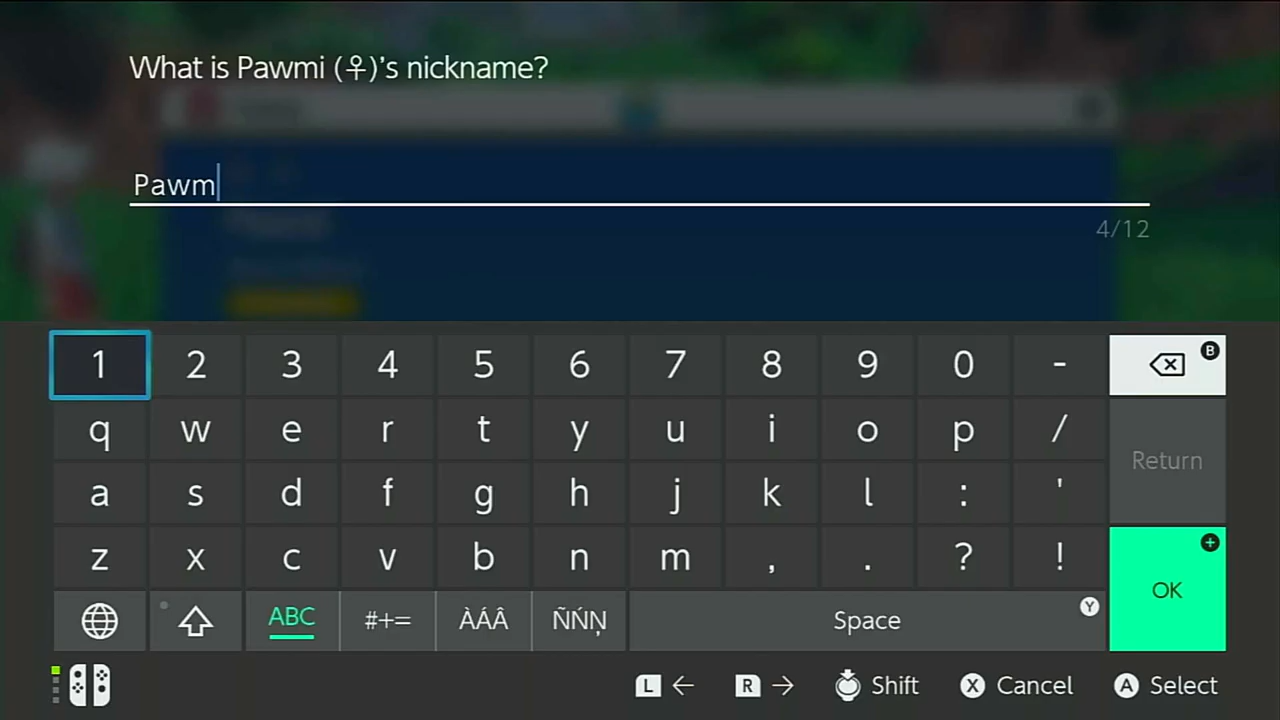 What is Pawmi (♀)'s nickname?
Pawm
4/12
1 2 3 4 5 6 7 8 9 0 - B
q w e r t y u i o p /
Return
a s d f g h j k l : '
z x c v b n m , . ? ! +
OK
ABC #+= ÀÁÂ ÑŃŅ Space Y
L ← R → Shift X Cancel A Select